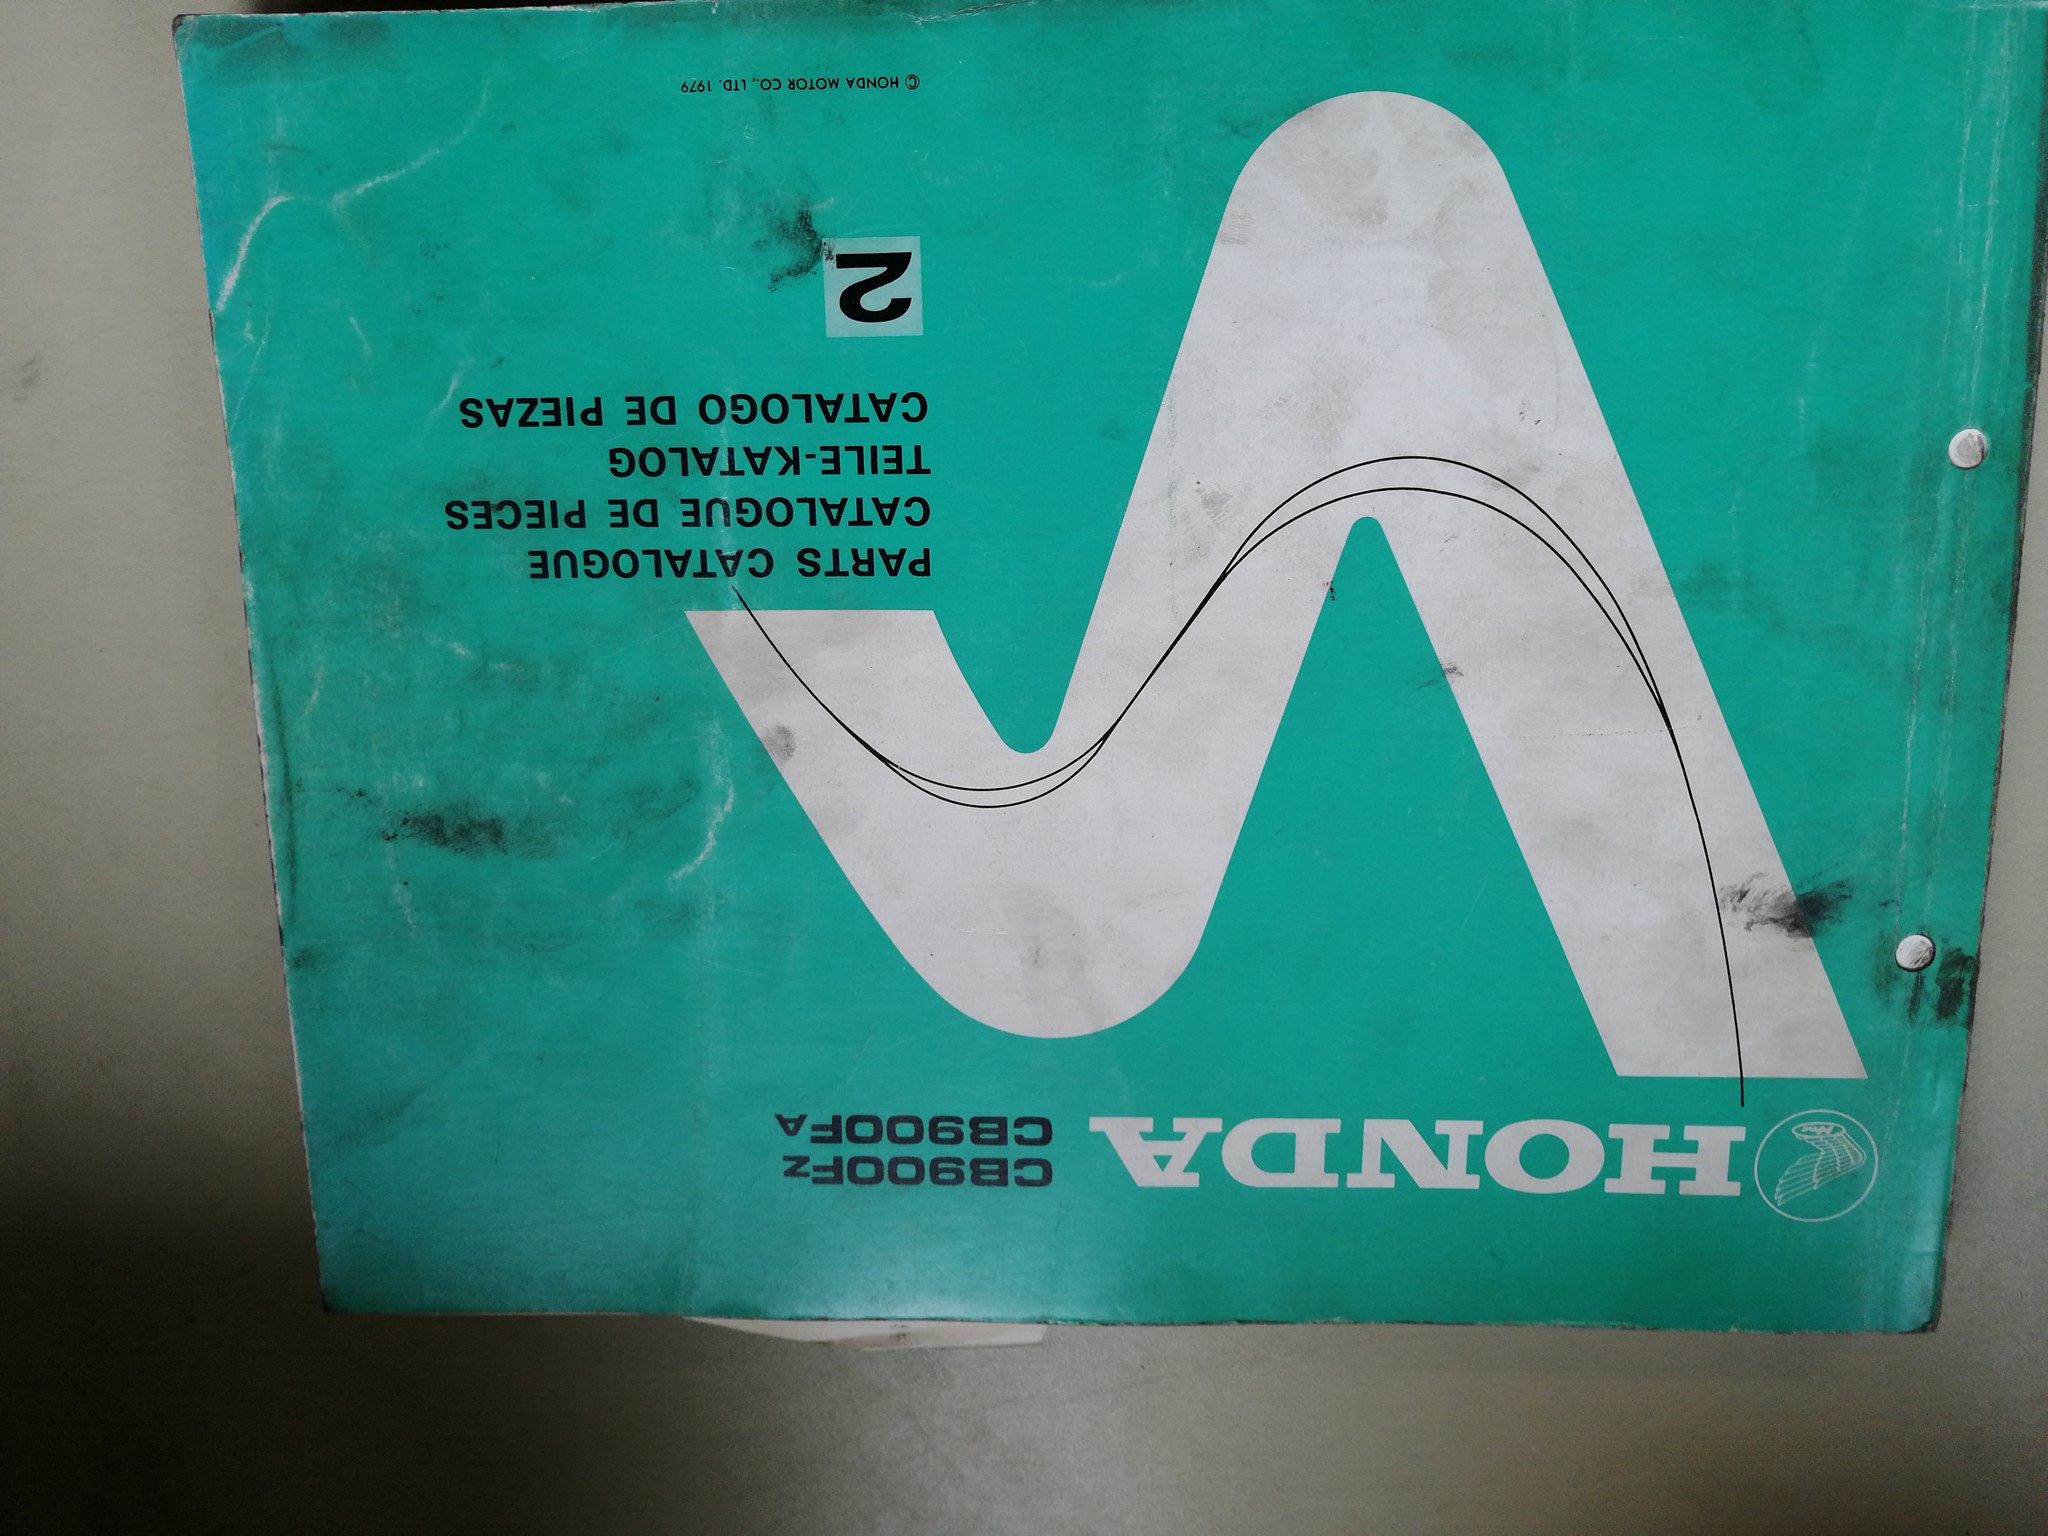 HONDA
CB900Fz
CB900FA
PARTS CATALOGUE
CATALOGUE DE PIECES
TEILE-KATALOG
CATALOGO DE PIEZAS
2
© HONDA MOTOR CO., LTD. 1979